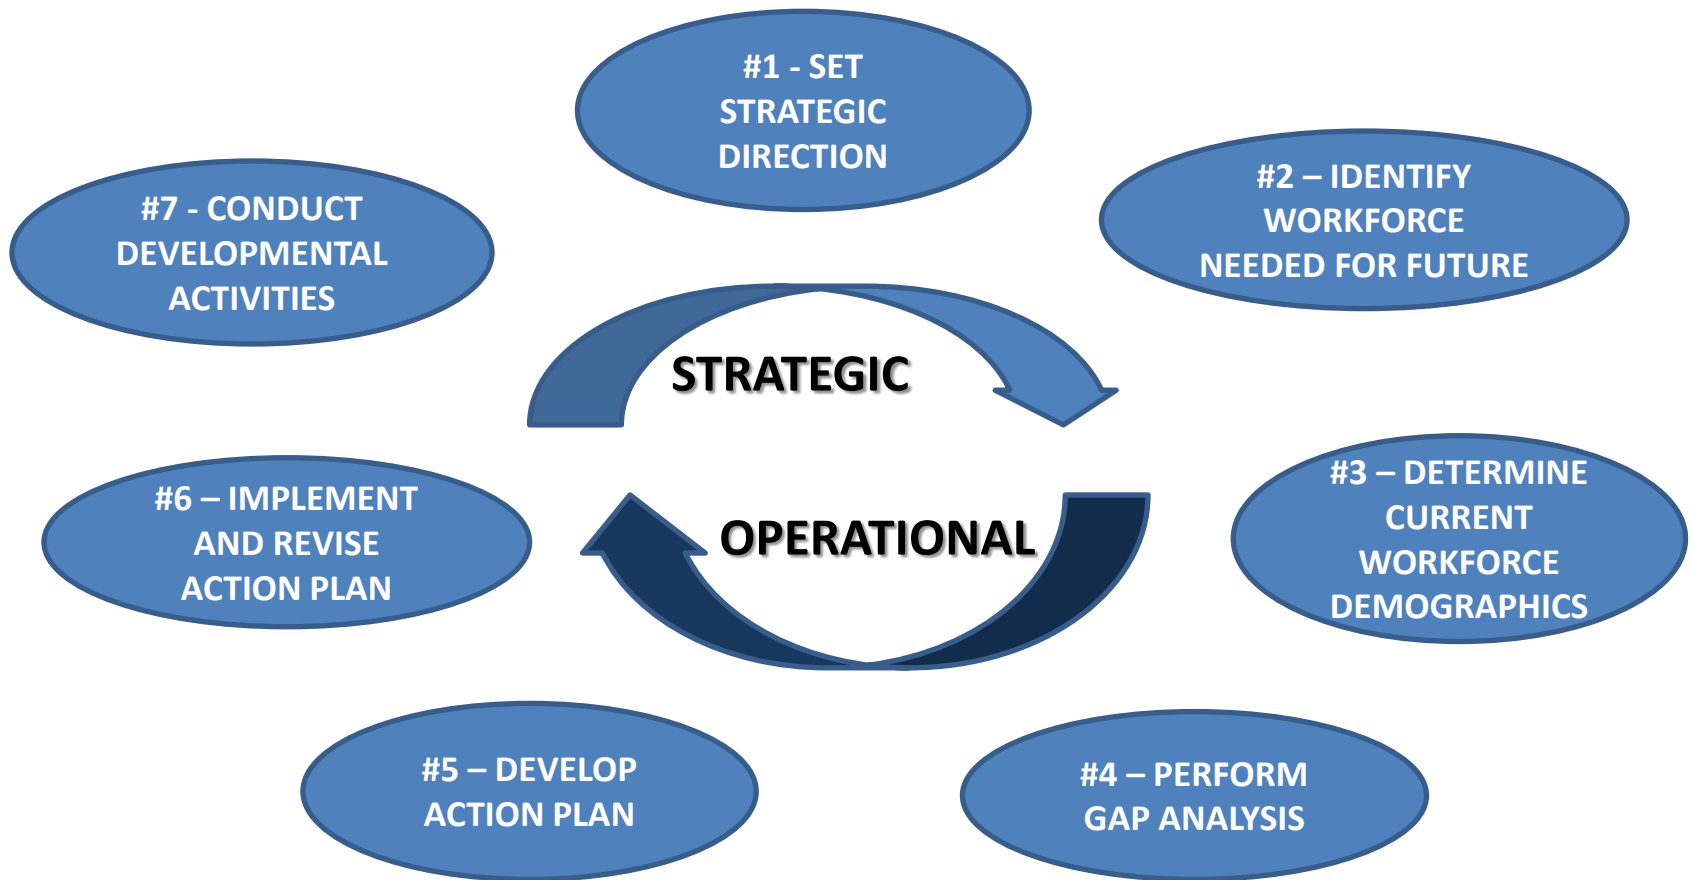 #1 - SET
STRATEGIC
DIRECTION
#2 – IDENTIFY
WORKFORCE
NEEDED FOR FUTURE
#3 – DETERMINE
CURRENT
WORKFORCE
DEMOGRAPHICS
#4 – PERFORM
GAP ANALYSIS
#5 – DEVELOP
ACTION PLAN
#6 – IMPLEMENT
AND REVISE
ACTION PLAN
#7 - CONDUCT
DEVELOPMENTAL
ACTIVITIES
STRATEGIC
OPERATIONAL